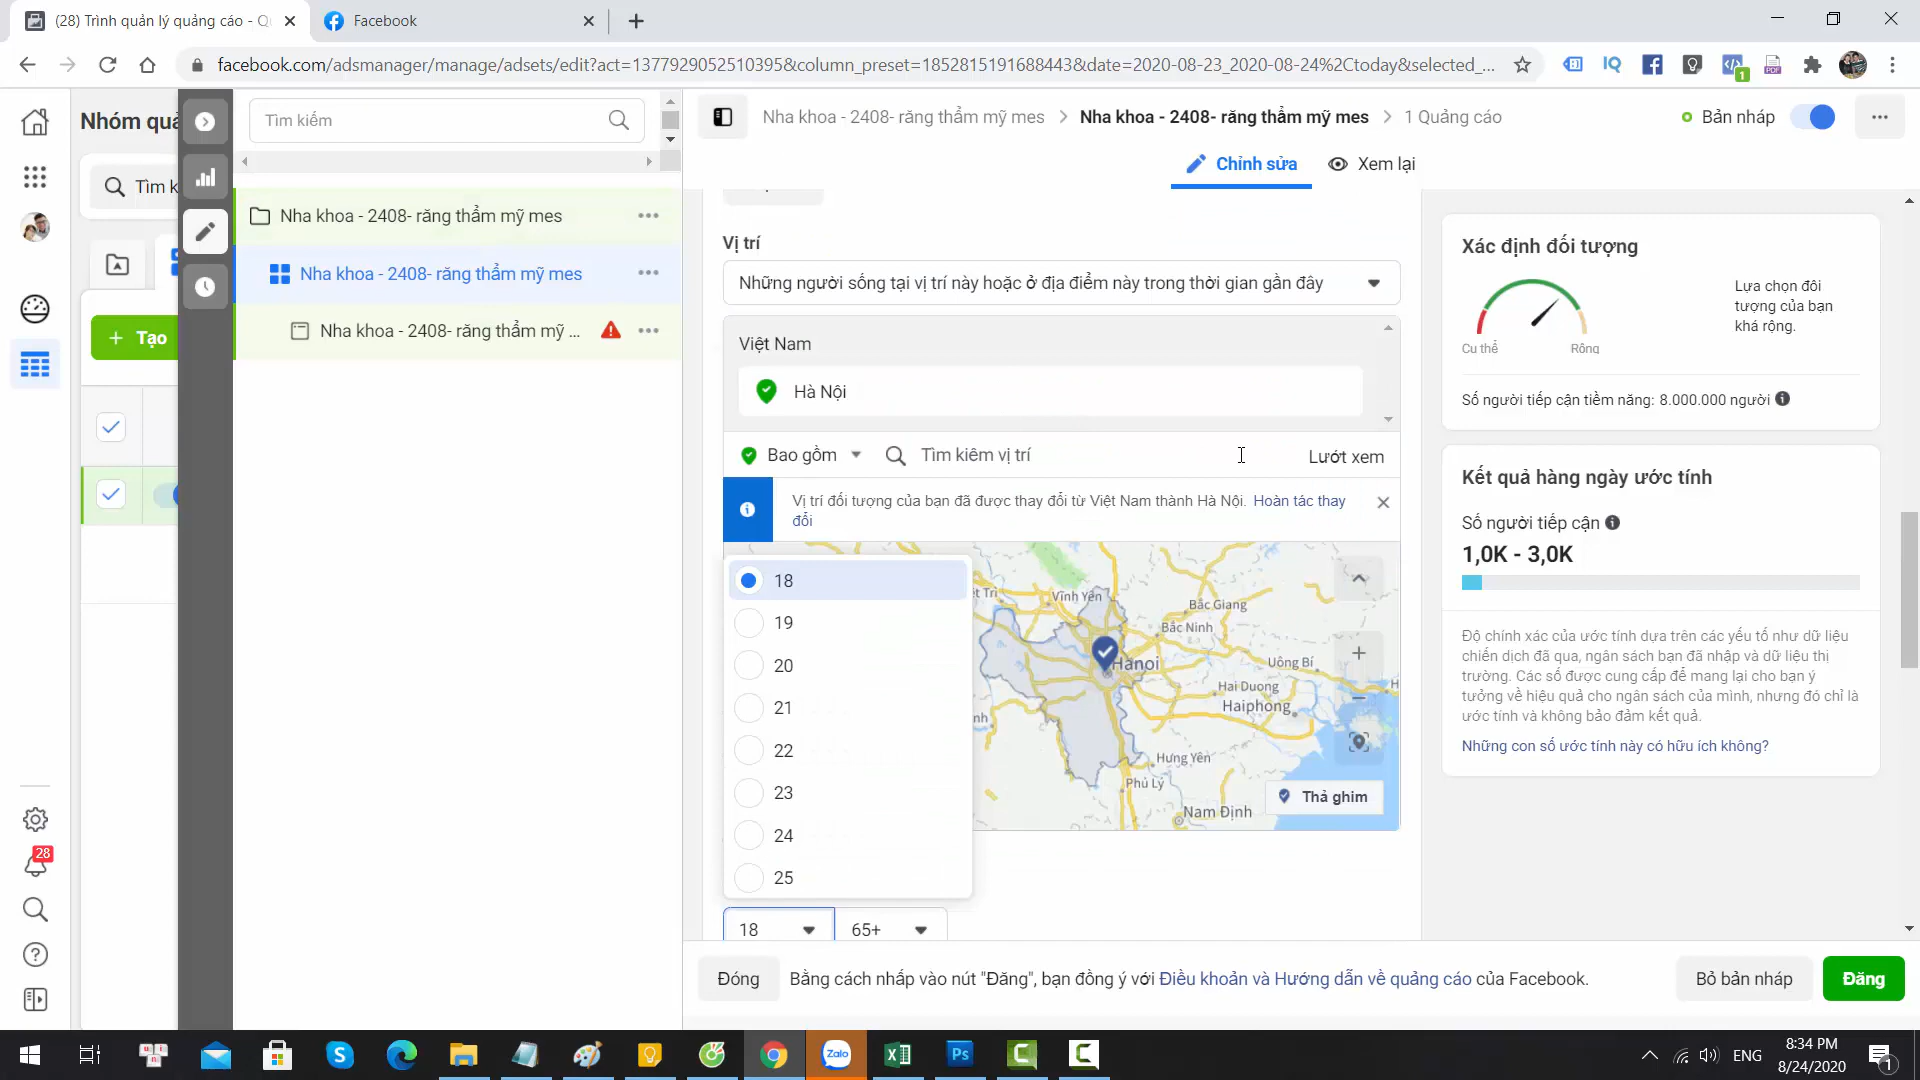 (28) Trình quản lý quảng cáo - Q
Facebook
facebook.com/adsmanager/manage/adsets/edit?act=1377929052510395&column_preset=1852815191688443&date=2020-08-23_2020-08-24%2Ctoday&selected_...
1
Nhóm quả
Tìm k
+ Tạo
28
Tìm kiếm
Nha khoa - 2408- răng thẩm mỹ mes
Nha khoa - 2408- răng thẩm mỹ mes
Nha khoa - 2408- răng thẩm mỹ ...
Nha khoa - 2408- răng thẩm mỹ mes > Nha khoa - 2408- răng thẩm mỹ mes > 1 Quảng cáo
Bản nháp
Chỉnh sửa
Xem lại
Vị trí
Những người sống tại vị trí này hoặc ở địa điểm này trong thời gian gần đây
Việt Nam
Hà Nội
Bao gồm
Tìm kiếm vị trí
Lướt xem
Vị trí đối tượng của bạn đã được thay đổi từ Việt Nam thành Hà Nội. Hoàn tác thay
đổi
18
19
20
21
22
23
24
25
Vĩnh Yên
Bắc Giang
Bắc Ninh
Uông Bí
Hanoi
Hai Duong
Haiphong
Hưng Yên
Phủ Lý
Nam Định
Thả ghim
18
65+
Xác định đối tượng
Cụ thể
Rộng
Lựa chọn đối
tượng của bạn
khá rộng.
Số người tiếp cận tiềm năng: 8.000.000 người
Kết quả hàng ngày ước tính
Số người tiếp cận
1,0K - 3,0K
Độ chính xác của ước tính dựa trên các yếu tố như dữ liệu
chiến dịch đã qua, ngân sách bạn đã nhập và dữ liệu thị
trường. Các số được cung cấp để mang lại cho bạn ý
tưởng về hiệu quả cho ngân sách của mình, nhưng đó chỉ là
ước tính và không bảo đảm kết quả.
Những con số ước tính này có hữu ích không?
Đóng
Bằng cách nhấp vào nút "Đăng", bạn đồng ý với Điều khoản và Hướng dẫn về quảng cáo của Facebook.
Bỏ bản nháp
Đăng
Zalo
Ps
ENG
8:34 PM
8/24/2020
1